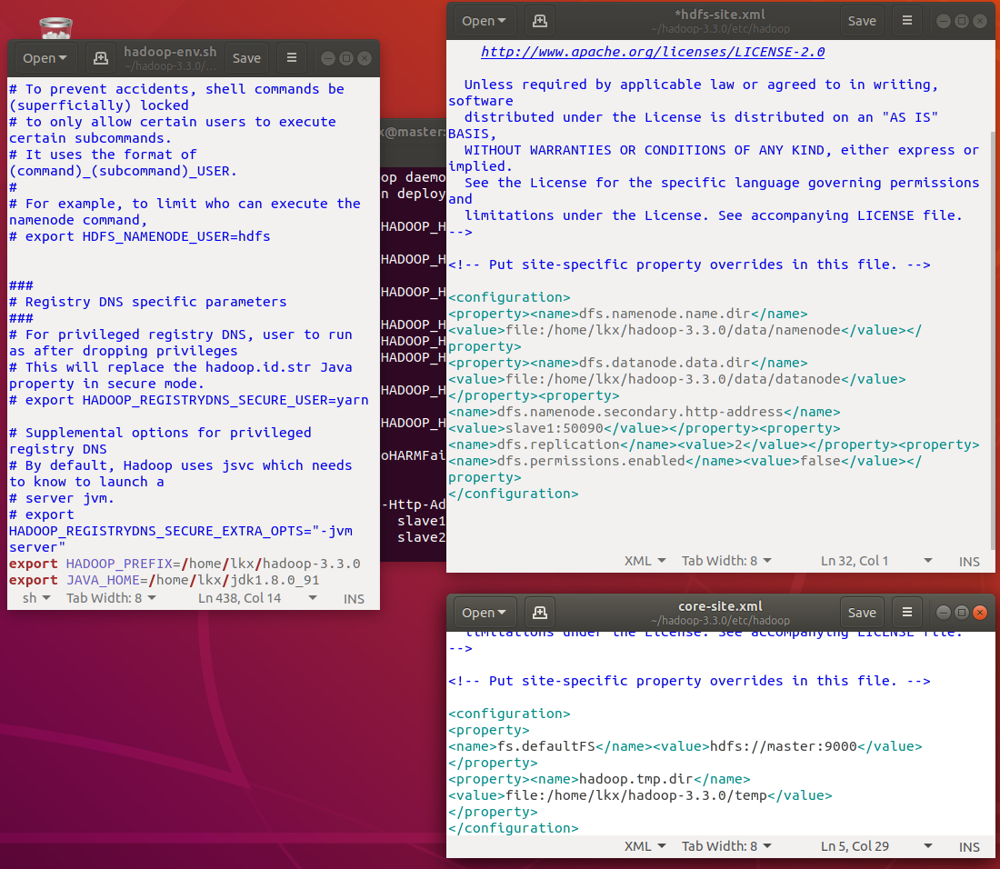 Open
hadoop-env.sh
~/hadoop-3.3.0/…
Save
# To prevent accidents, shell commands be
(superficially) locked
# to only allow certain users to execute
certain subcommands.
# It uses the format of
(command)_(subcommand)_USER.
#
# For example, to limit who can execute the
namenode command,
# export HDFS_NAMENODE_USER=hdfs
###
# Registry DNS specific parameters
###
# For privileged registry DNS, user to run
as after dropping privileges
# This will replace the hadoop.id.str Java
property in secure mode.
# export HADOOP_REGISTRYDNS_SECURE_USER=yarn
# Supplemental options for privileged
registry DNS
# By default, Hadoop uses jsvc which needs
to know to launch a
# server jvm.
# export
HADOOP_REGISTRYDNS_SECURE_EXTRA_OPTS="-jvm
server"
export HADOOP_PREFIX=/home/lkx/hadoop-3.3.0
export JAVA_HOME=/home/lkx/jdk1.8.0_91
sh Tab Width: 8 Ln 438, Col 14 INS
x@master:
op daemo
n deploy
HADOOP_H
HADOOP_H
HADOOP_H
HADOOP_H
HADOOP_H
HADOOP_H
HADOOP_H
HADOOP_H
oHARMFai
-Http-Ad
slave1
slave2
Open
*hdfs-site.xml
~/hadoop-3.3.0/etc/hadoop
Save
http://www.apache.org/licenses/LICENSE-2.0
Unless required by applicable law or agreed to in writing,
software
distributed under the License is distributed on an "AS IS"
BASIS,
WITHOUT WARRANTIES OR CONDITIONS OF ANY KIND, either express or
implied.
See the License for the specific language governing permissions
and
limitations under the License. See accompanying LICENSE file.
-->
<!-- Put site-specific property overrides in this file. -->
<configuration>
<property><name>dfs.namenode.name.dir</name>
<value>file:/home/lkx/hadoop-3.3.0/data/namenode</value></
property>
<property><name>dfs.datanode.data.dir</name>
<value>file:/home/lkx/hadoop-3.3.0/data/datanode</value>
</property><property>
<name>dfs.namenode.secondary.http-address</name>
<value>slave1:50090</value></property><property>
<name>dfs.replication</name><value>2</value></property><property>
<name>dfs.permissions.enabled</name><value>false</value></
property>
</configuration>
XML Tab Width: 8 Ln 32, Col 1 INS
Open
core-site.xml
~/hadoop-3.3.0/etc/hadoop
Save
limitations under the License. See accompanying LICENSE file.
-->
<!-- Put site-specific property overrides in this file. -->
<configuration>
<property>
<name>fs.defaultFS</name><value>hdfs://master:9000</value>
</property>
<property><name>hadoop.tmp.dir</name>
<value>file:/home/lkx/hadoop-3.3.0/temp</value>
</property>
</configuration>
XML Tab Width: 8 Ln 5, Col 29 INS